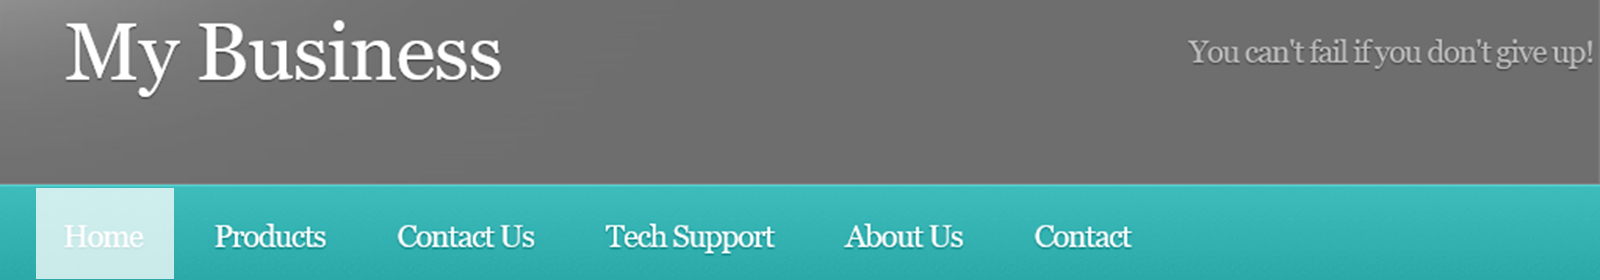 My Business
You can't fail if you don't give up!
Home Products Contact Us Tech Support About Us Contact